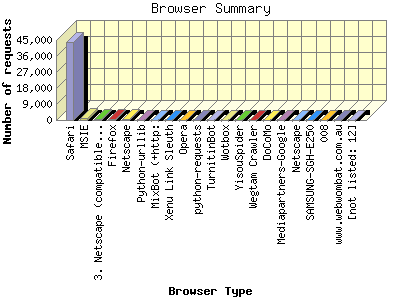 Browser Summary
Number of requests
45,000
36,000
27,000
18,000
9,000
0
Safari
MSIE
3. Netscape (compatible...
Firefox
Netscape
Python-urllib
MixBot (+http:
Xenu Link Sleuth
Opera
python-requests
TurnitinBot
Wotbox
YisouSpider
Wegtam Crawler
DoCoMo
Mediapartners-Google
Netscape
SAMSUNG-SGH-E250
008
www.webwombat.com.au
[not listed: 12]
Browser Type